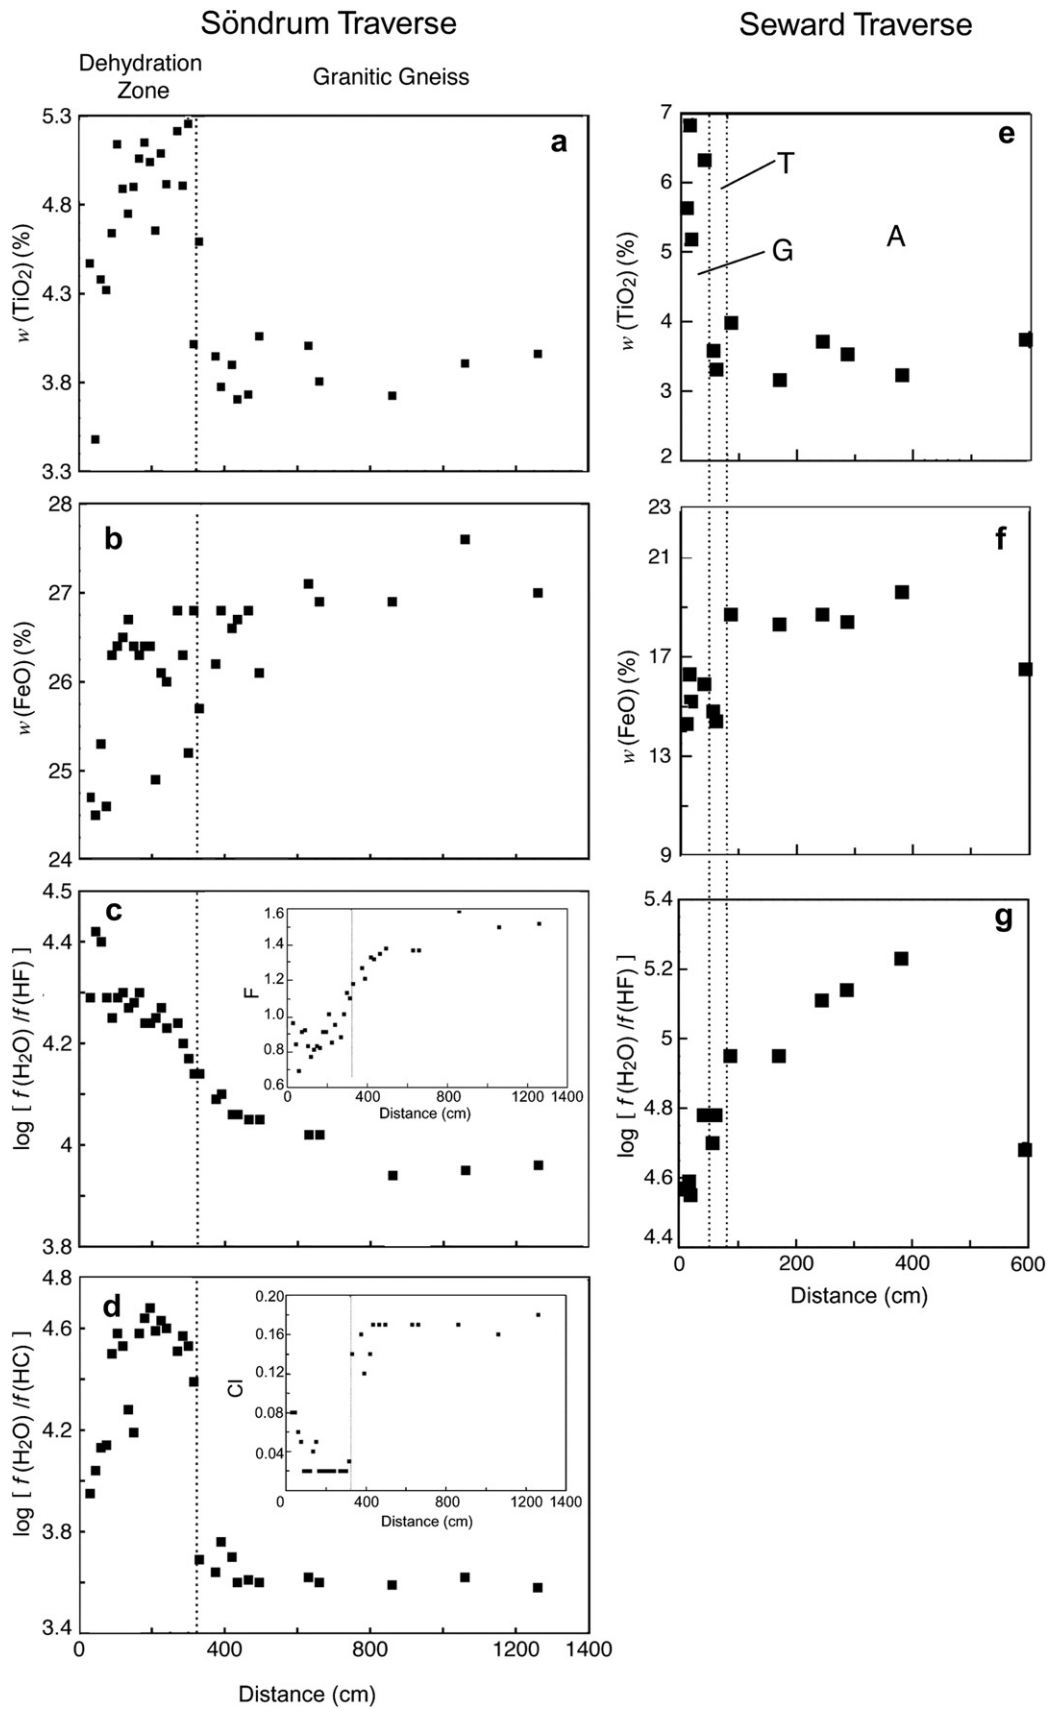 Söndrum Traverse
Seward Traverse
Dehydration
Zone
Granitic Gneiss
5.3
4.8
4.3
3.8
3.3
w (TiO2) (%)
a
28
27
26
25
24
w (FeO) (%)
b
4.5
4.4
4.2
4
3.8
log [ f (H2O) /f (HF) ]
c
1.6
1.4
1.2
1.0
0.8
0.6
F
0 400 800 1200 1400
Distance (cm)
4.8
4.6
4.2
3.8
3.4
log [ f (H2O) /f (HC) ]
d
0.20
0.16
0.12
0.08
0.04
Cl
0 400 800 1200 1400
Distance (cm)
0 400 800 1200 1400
Distance (cm)
7
6
5
4
3
2
w (TiO2) (%)
e
T
G
A
23
21
17
13
9
w (FeO) (%)
f
5.4
5.2
5
4.8
4.6
4.4
log [ f (H2O) /f (HF) ]
g
0 200 400 600
Distance (cm)